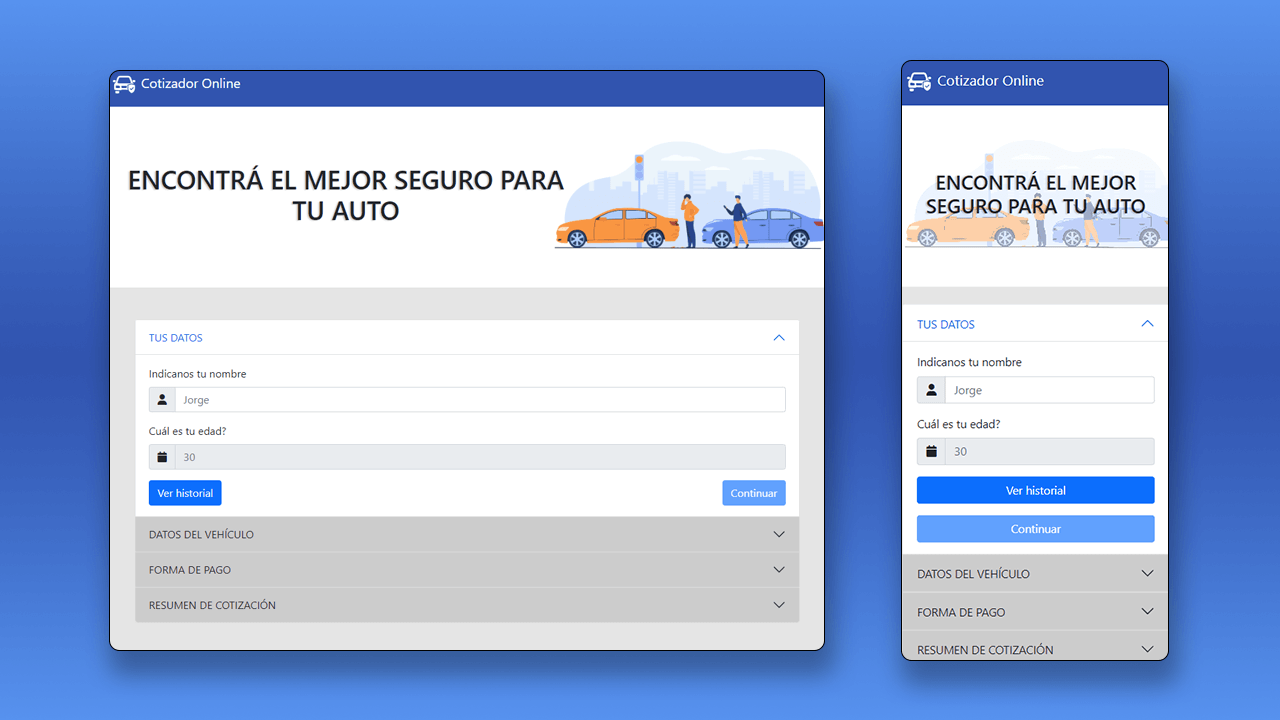 Cotizador Online
ENCONTRÁ EL MEJOR SEGURO PARA
TU AUTO
TUS DATOS
Indicanos tu nombre
Jorge
Cuál es tu edad?
30
Ver historial
Continuar
DATOS DEL VEHÍCULO
FORMA DE PAGO
RESUMEN DE COTIZACIÓN
Cotizador Online
ENCONTRÁ EL MEJOR
SEGURO PARA TU AUTO
TUS DATOS
Indicanos tu nombre
Jorge
Cuál es tu edad?
30
Ver historial
Continuar
DATOS DEL VEHÍCULO
FORMA DE PAGO
RESUMEN DE COTIZACIÓN